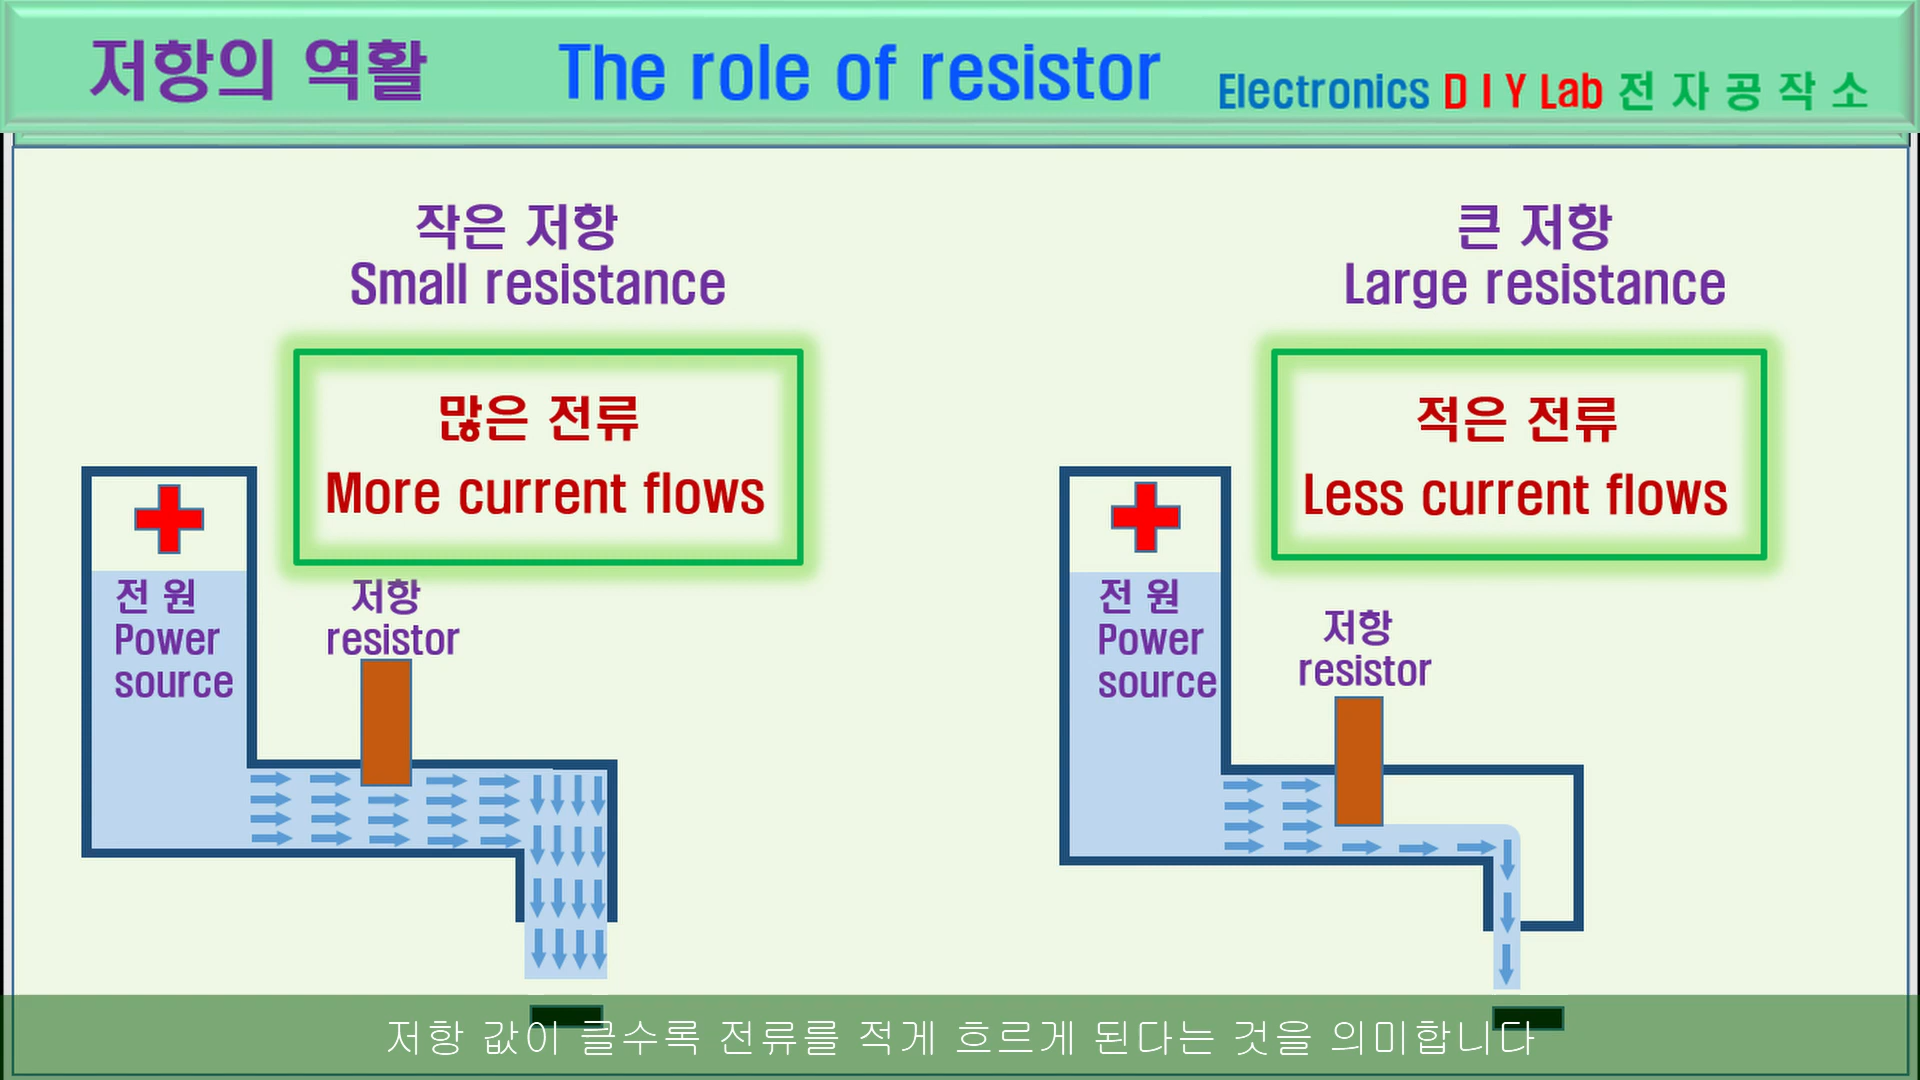 저항의 역활
The role of resistor
Electronics D I Y Lab 전 자 공 작 소
작은 저항
Small resistance
많은 전류
More current flows
전 원
Power
source
저항
resistor
큰 저항
Large resistance
적은 전류
Less current flows
전 원
Power
source
저항
resistor
저항 값이 클수록 전류를 적게 흐르게 된다는 것을 의미합니다